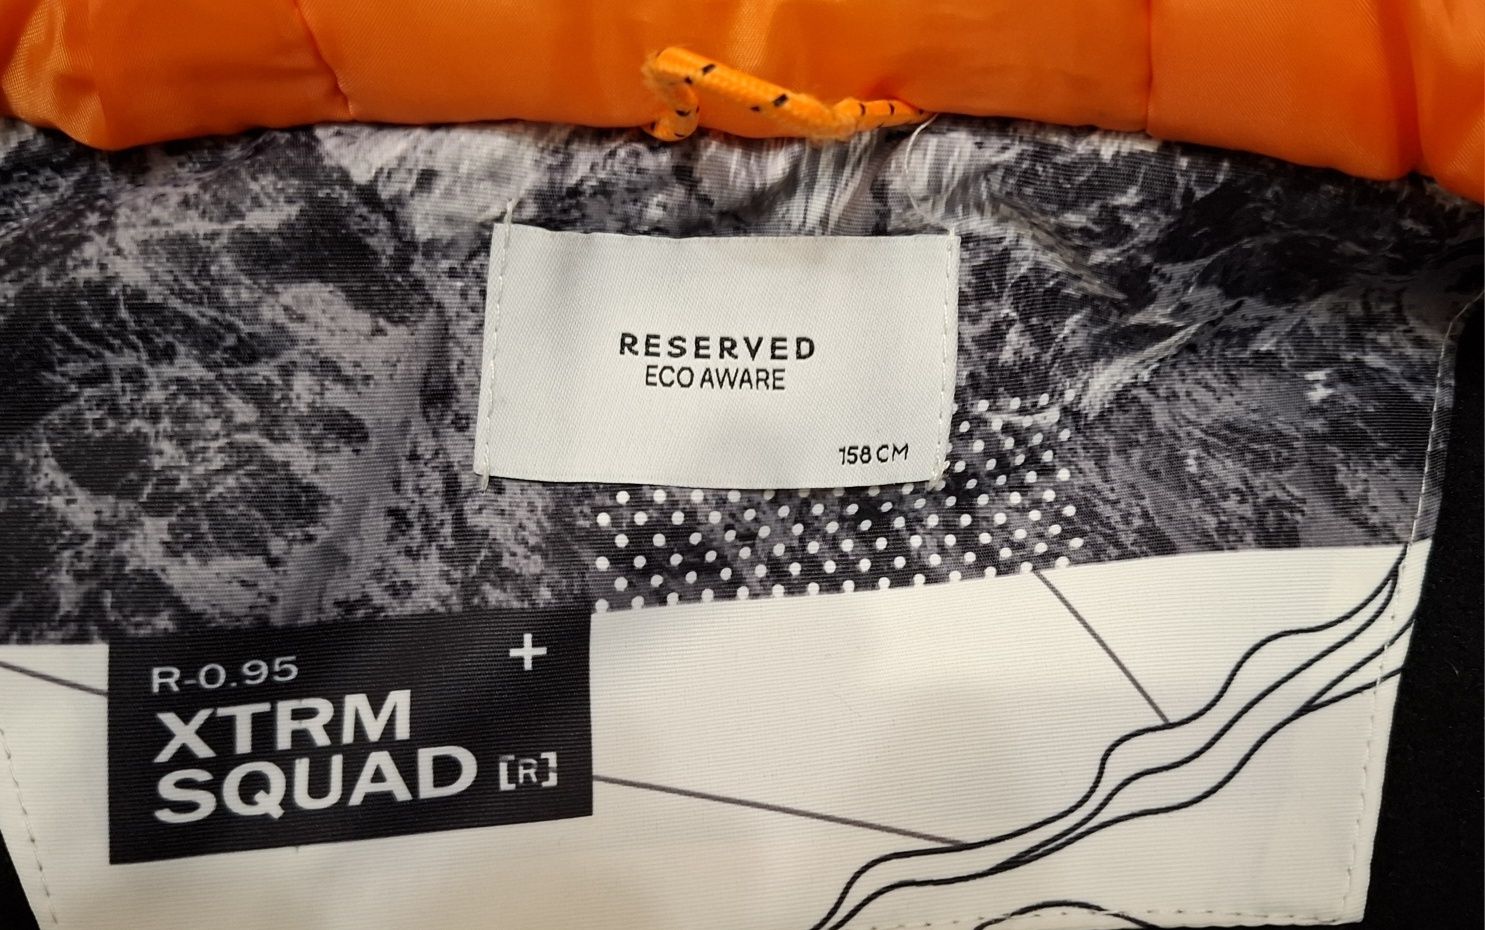 RESERVED
ECO AWARE
158 CM
+
R-0.95
XTRM
SQUAD [R]